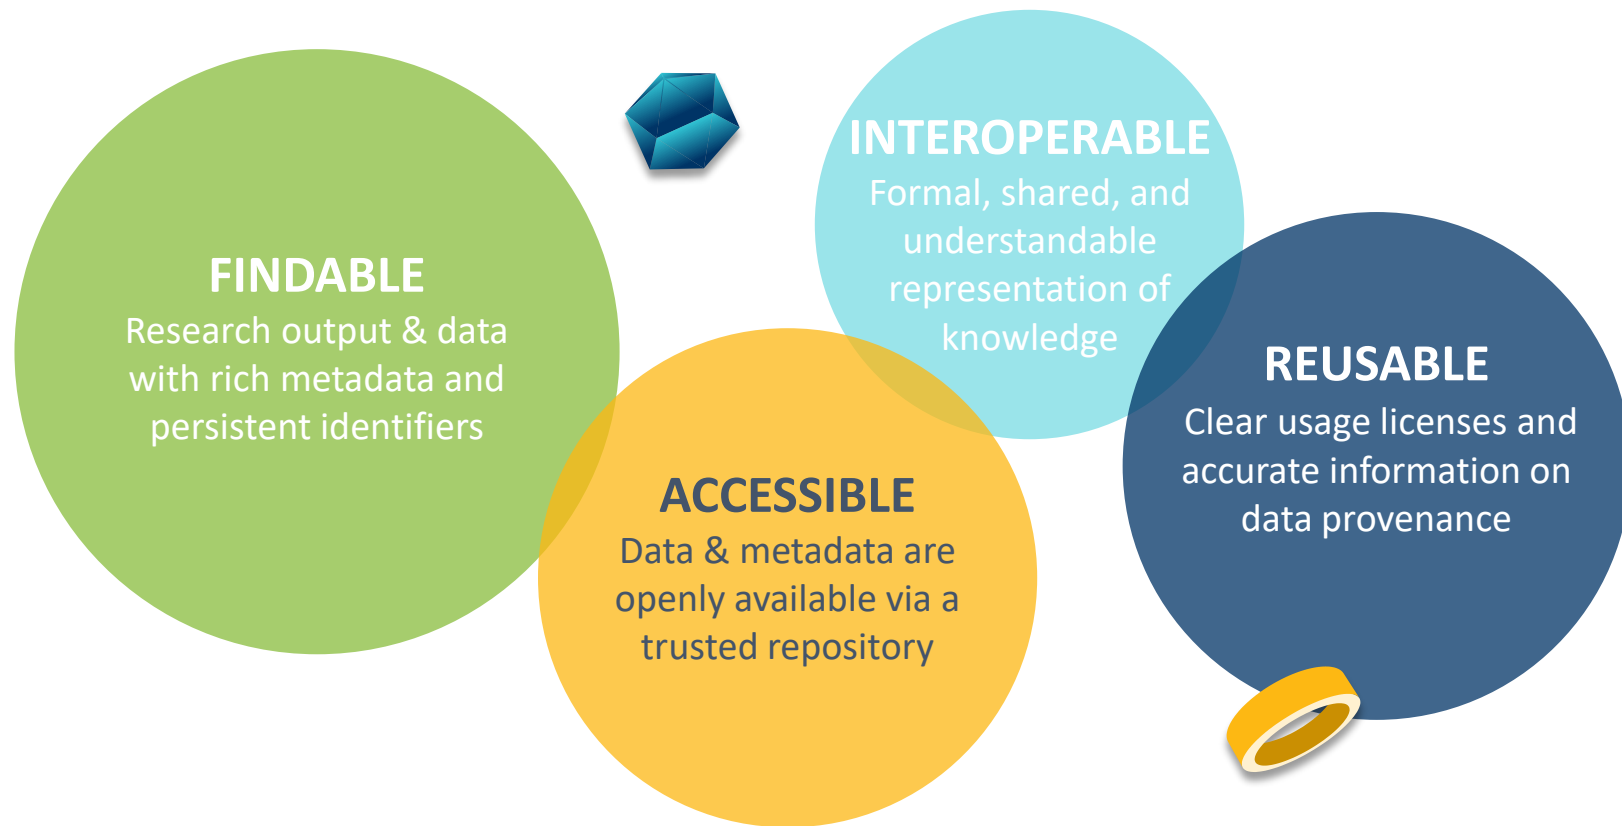 FINDABLE
Research output & data
with rich metadata and
persistent identifiers
ACCESSIBLE
Data & metadata are
openly available via a
trusted repository
INTEROPERABLE
Formal, shared, and
understandable
representation of
knowledge
REUSABLE
Clear usage licenses and
accurate information on
data provenance